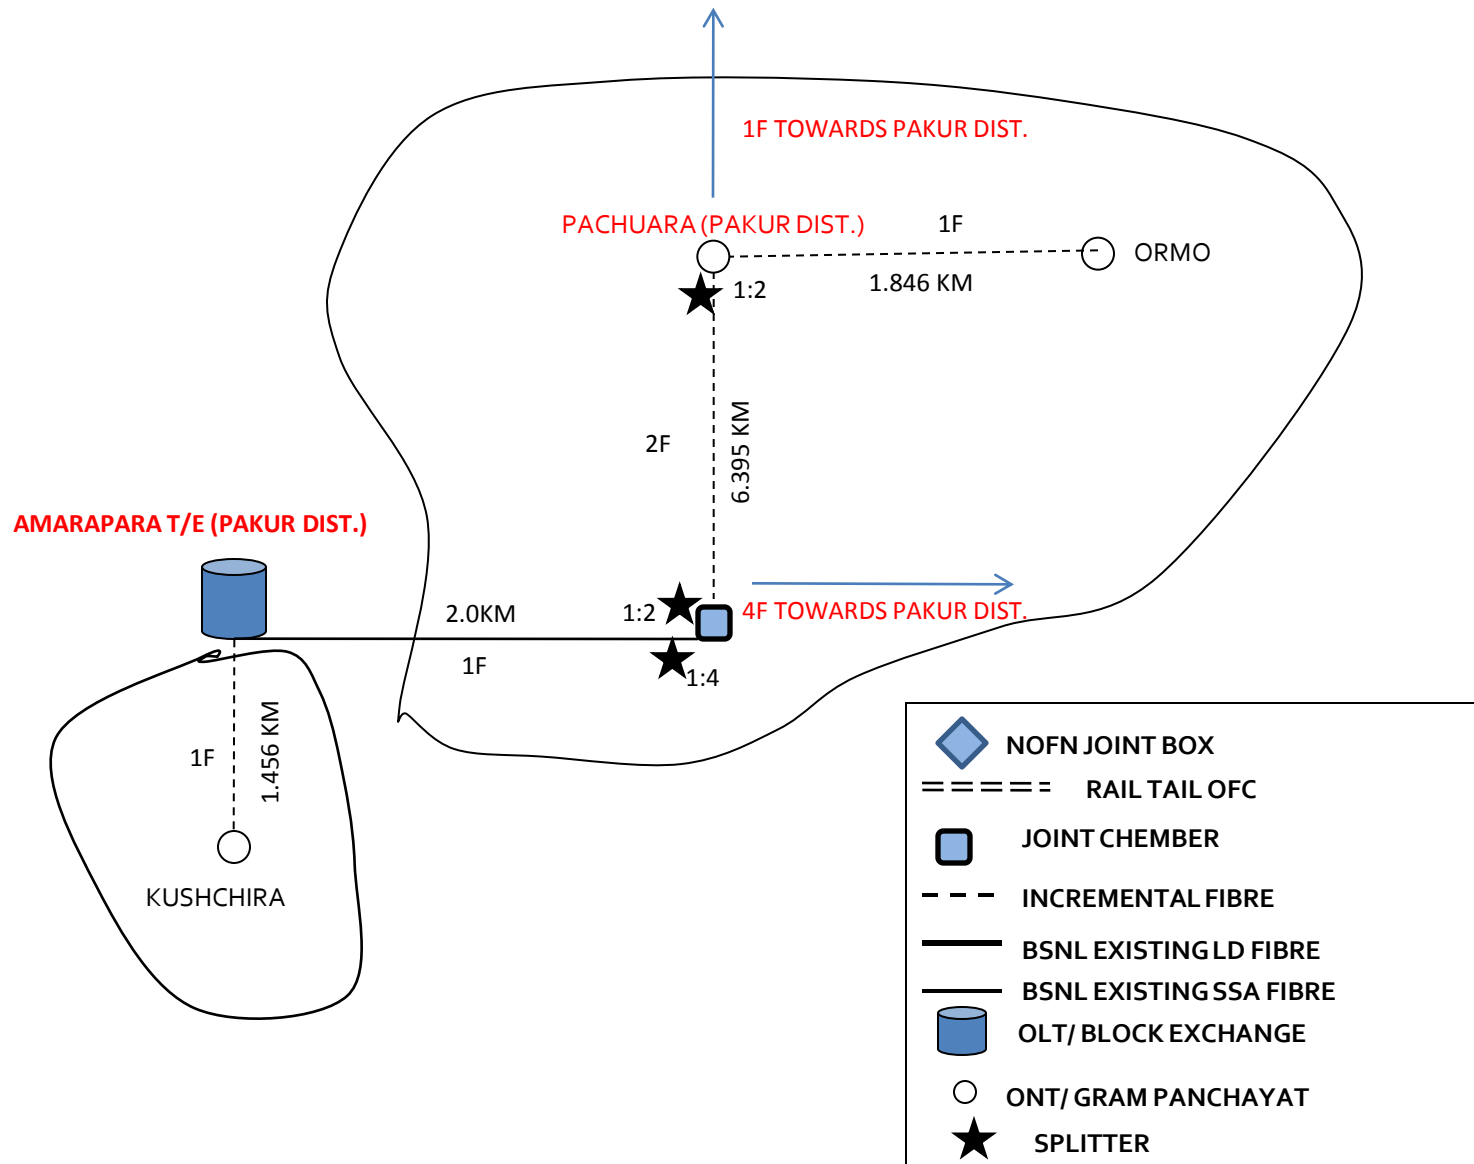 1F TOWARDS PAKUR DIST.
PACHUARA (PAKUR DIST.)
1F
ORMO
1.846 KM
1:2
2F
6.395 KM
AMARAPARA T/E (PAKUR DIST.)
2.0KM
1:2
4F TOWARDS PAKUR DIST.
1F
1:4
1F
1.456 KM
KUSHCHIRA
NOFN JOINT BOX
RAIL TAIL OFC
JOINT CHEMBER
INCREMENTAL FIBRE
BSNL EXISTING LD FIBRE
BSNL EXISTING SSA FIBRE
OLT/ BLOCK EXCHANGE
ONT/ GRAM PANCHAYAT
SPLITTER